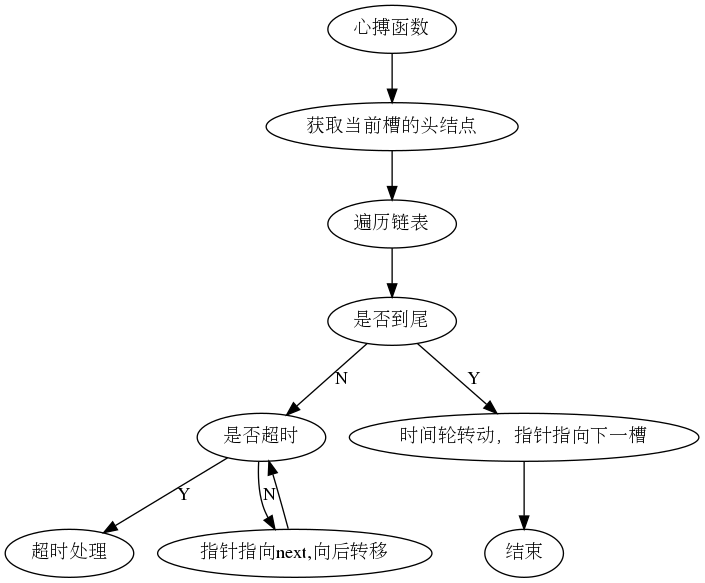 心搏函数
获取当前槽的头结点
遍历链表
是否到尾
N
Y
是否超时
时间轮转动，指针指向下一槽
Y
N
超时处理
指针指向next,向后转移
结束